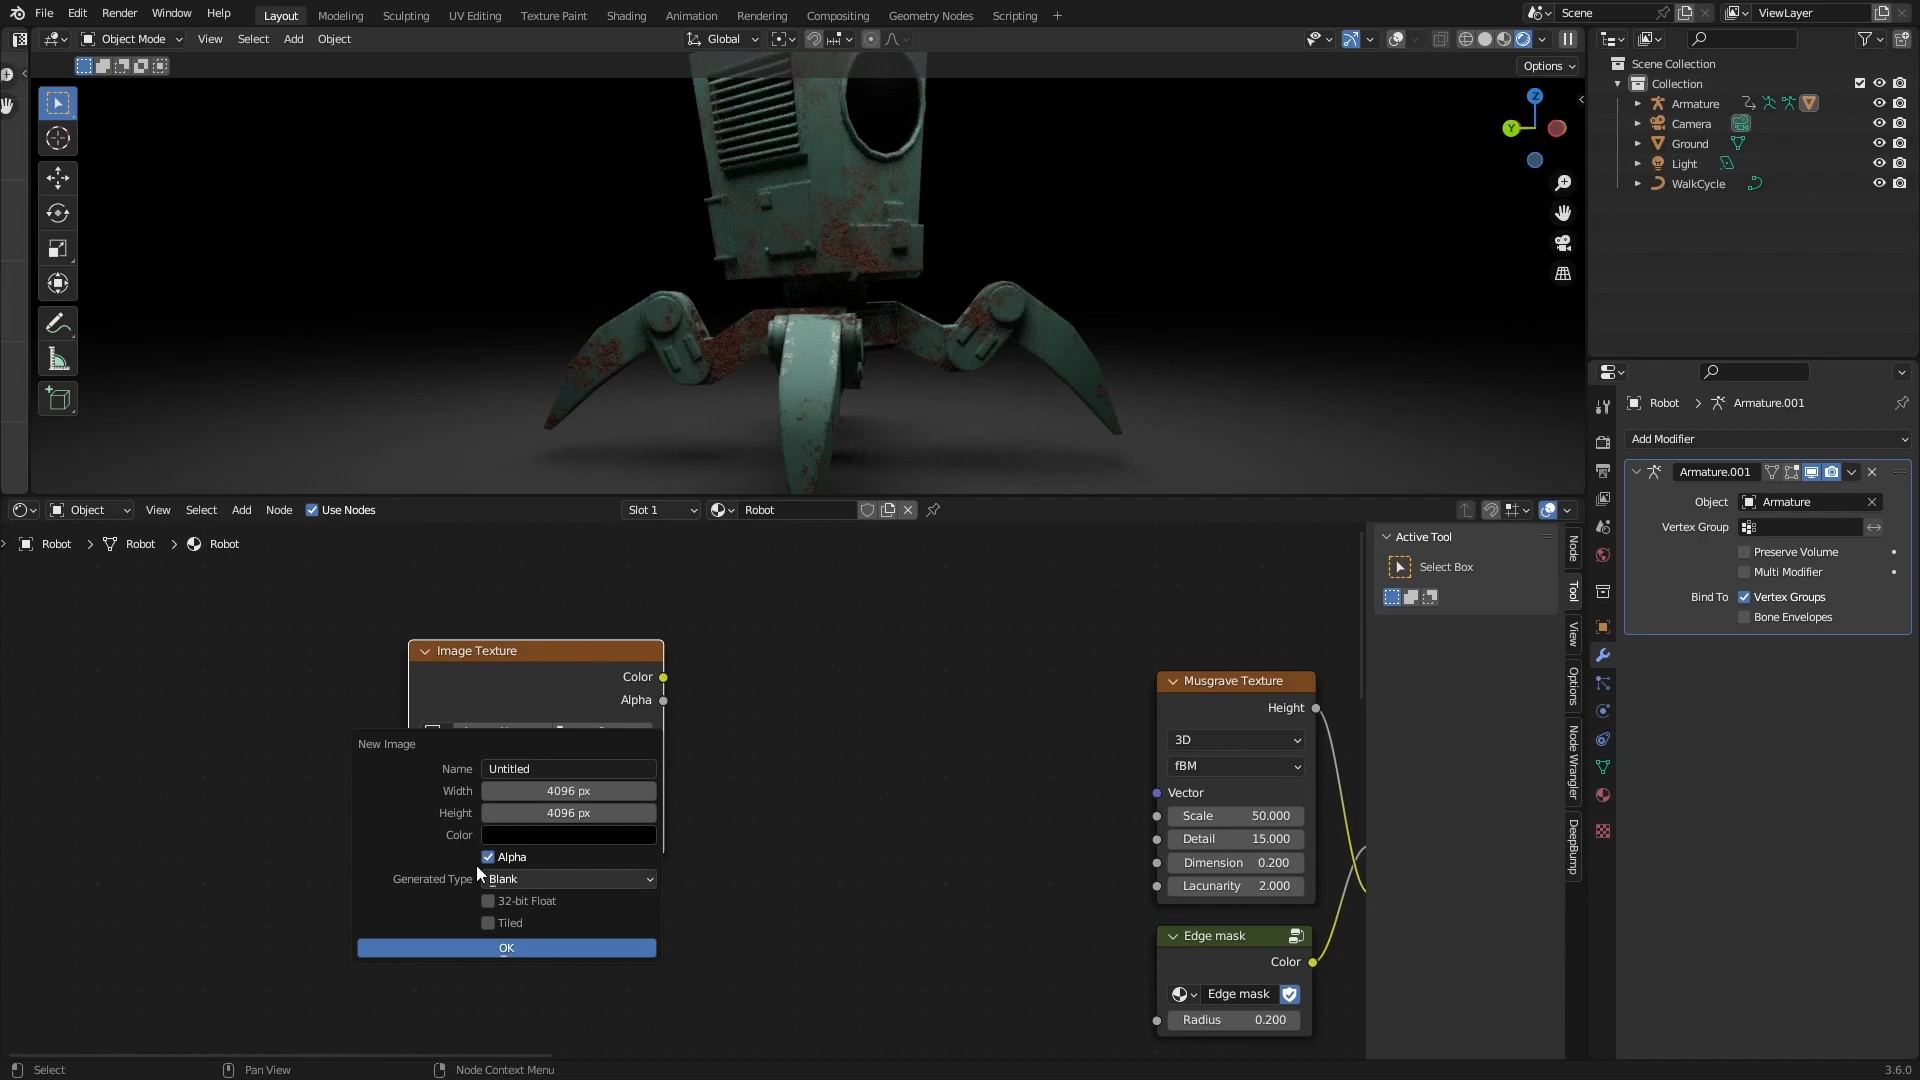 File Edit Render Window Help Layout Modeling Sculpting UV Editing Texture Paint Shading Animation Rendering Compositing Geometry Nodes Scripting + Scene ViewLayer
Object Mode View Select Add Object Global
Options
Scene Collection
Collection
Armature
Camera
Ground
Light
WalkCycle
Z
Y
Robot > Armature.001
Add Modifier
Armature.001
Object Armature
Vertex Group
Preserve Volume
Multi Modifier
Bind To Vertex Groups
Bone Envelopes
Object View Select Add Node Object Use Nodes Slot 1 Robot
Robot > Robot > Robot
Active Tool
Select Box
Node
Tool
View
Options
Node Wrangler
DeepBump
Image Texture
Color
Alpha
New Image
Name Untitled
Width 4096 px
Height 4096 px
Color
Alpha
Generated Type Blank
32-bit Float
Tiled
OK
Musgrave Texture
Height
3D
fBM
Vector
Scale 50.000
Detail 15.000
Dimension 0.200
Lacunarity 2.000
Edge mask
Color
Edge mask
Radius 0.200
Select Pan View Node Context Menu 3.6.0